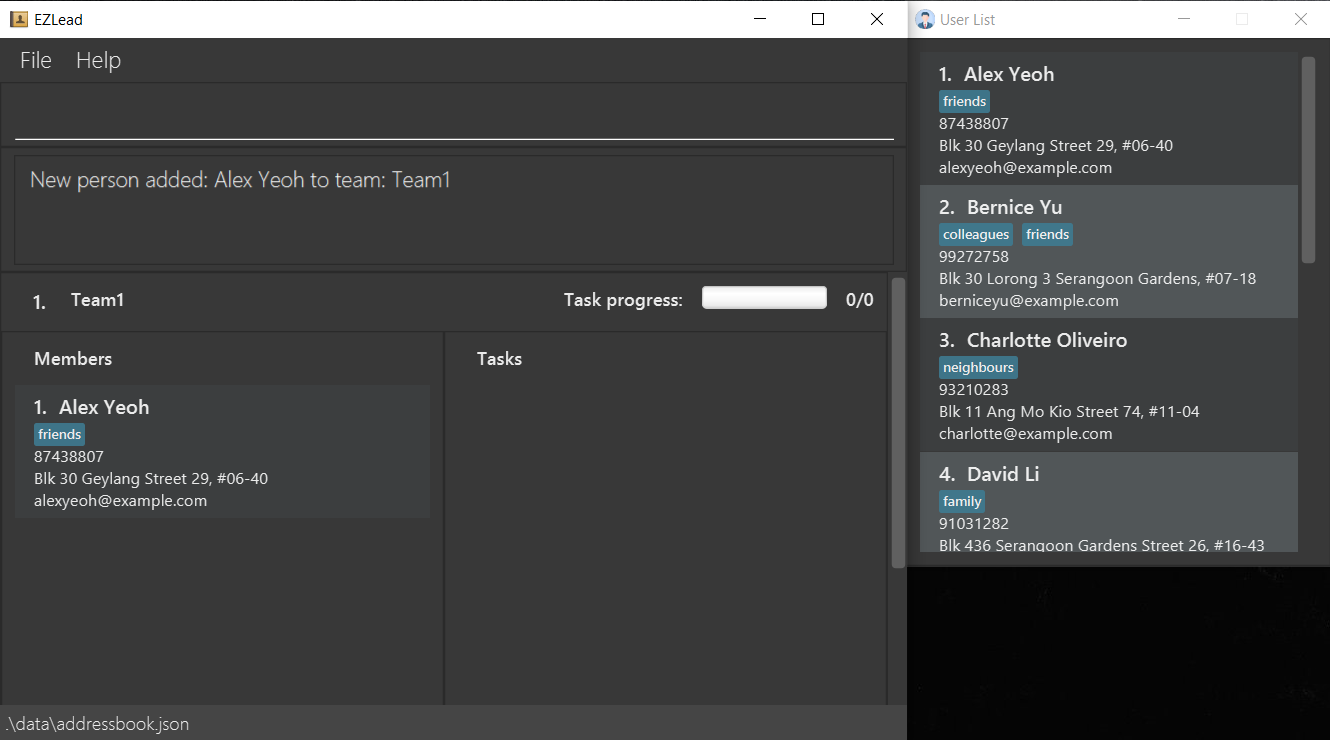 EZLead
File Help
New person added: Alex Yeoh to team: Team1
1. Team1 Task progress: 0/0
Members
1. Alex Yeoh
friends
87438807
Blk 30 Geylang Street 29, #06-40
alexyeoh@example.com
Tasks
.\data\addressbook.json
User List
1. Alex Yeoh
friends
87438807
Blk 30 Geylang Street 29, #06-40
alexyeoh@example.com
2. Bernice Yu
colleagues friends
99272758
Blk 30 Lorong 3 Serangoon Gardens, #07-18
berniceyu@example.com
3. Charlotte Oliveiro
neighbours
93210283
Blk 11 Ang Mo Kio Street 74, #11-04
charlotte@example.com
4. David Li
family
91031282
Blk 436 Serangoon Gardens Street 26, #16-43